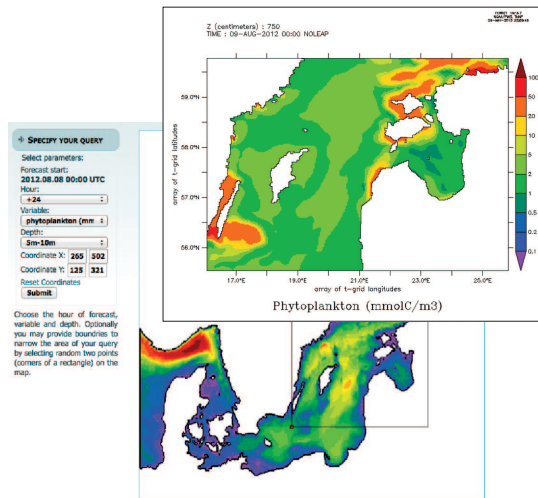 Z (centimeters) : 750
TIME : 09-AUG-2012 00:00 NOLEAP
59.0°N
58.0°N
57.0°N
56.0°N
array of t-grid latitudes
17.0°E 19.0°E 21.0°E 23.0°E 25.0°E
array of t-grid longitudes
100
50
20
10
5
2
1
0.5
0.2
0.1
Phytoplankton (mmolC/m3)
SPECIFY YOUR QUERY
Select parameters:
Forecast start:
2012.08.08 00:00 UTC
Hour:
+24
Variable:
phytoplankton (mm
Depth:
5m-10m
Coordinate X: 265 502
Coordinate Y: 125 321
Reset Coordinates
Submit
Choose the hour of forecast,
variable and depth. Optionally
you may provide boundries to
narrow the area of your query
by selecting random two points
(corners of a rectangle) on the
map.